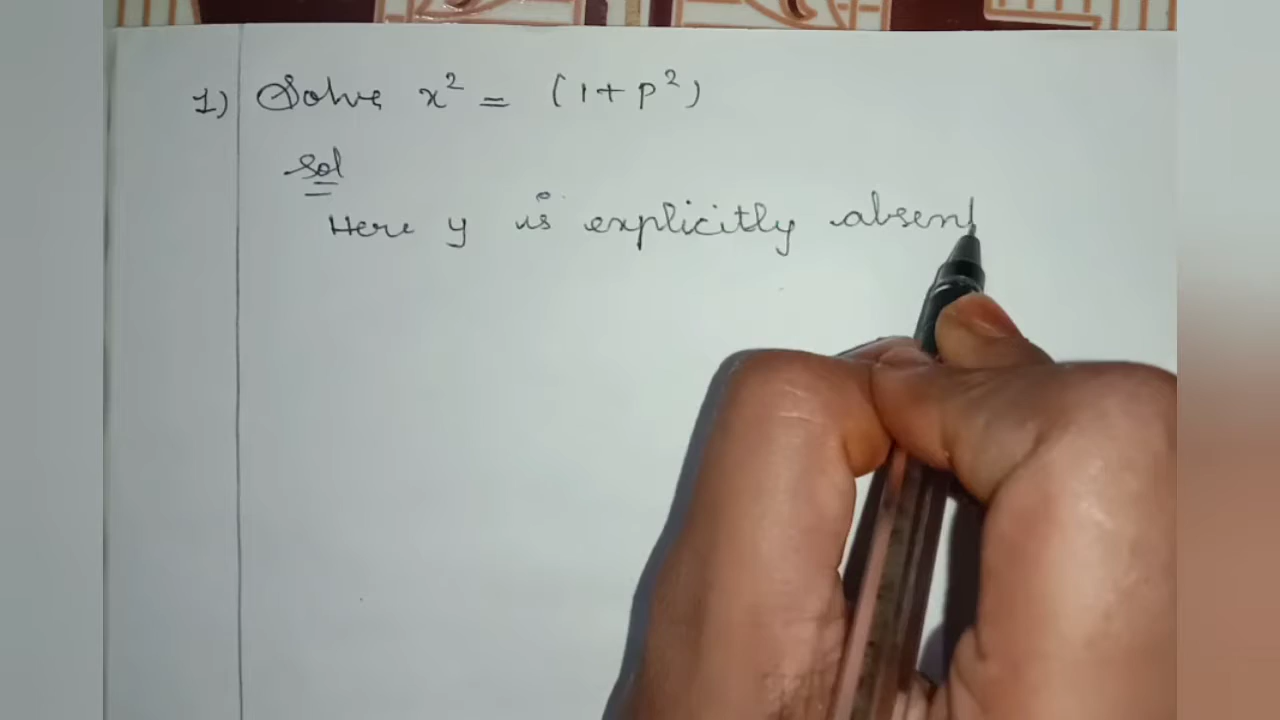 1) Solve x² = (1+p²)
Sol
Here y is explicitly absent